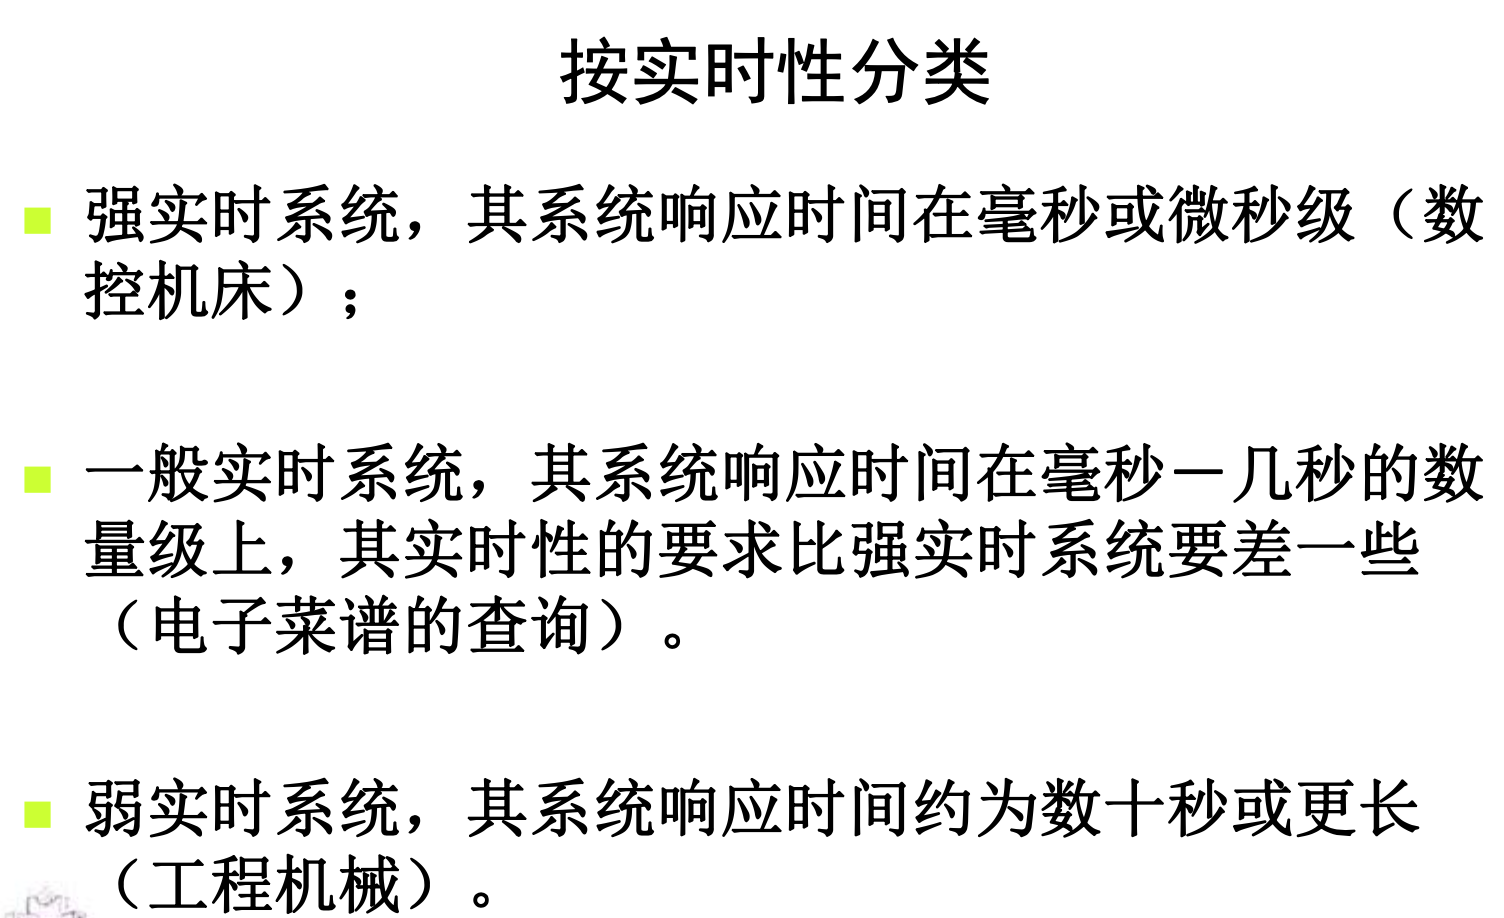 按实时性分类
强实时系统，其系统响应时间在毫秒或微秒级（数
控机床）；
一般实时系统，其系统响应时间在毫秒－几秒的数
量级上，其实时性的要求比强实时系统要差一些
（电子菜谱的查询）。
弱实时系统，其系统响应时间约为数十秒或更长
（工程机械）。